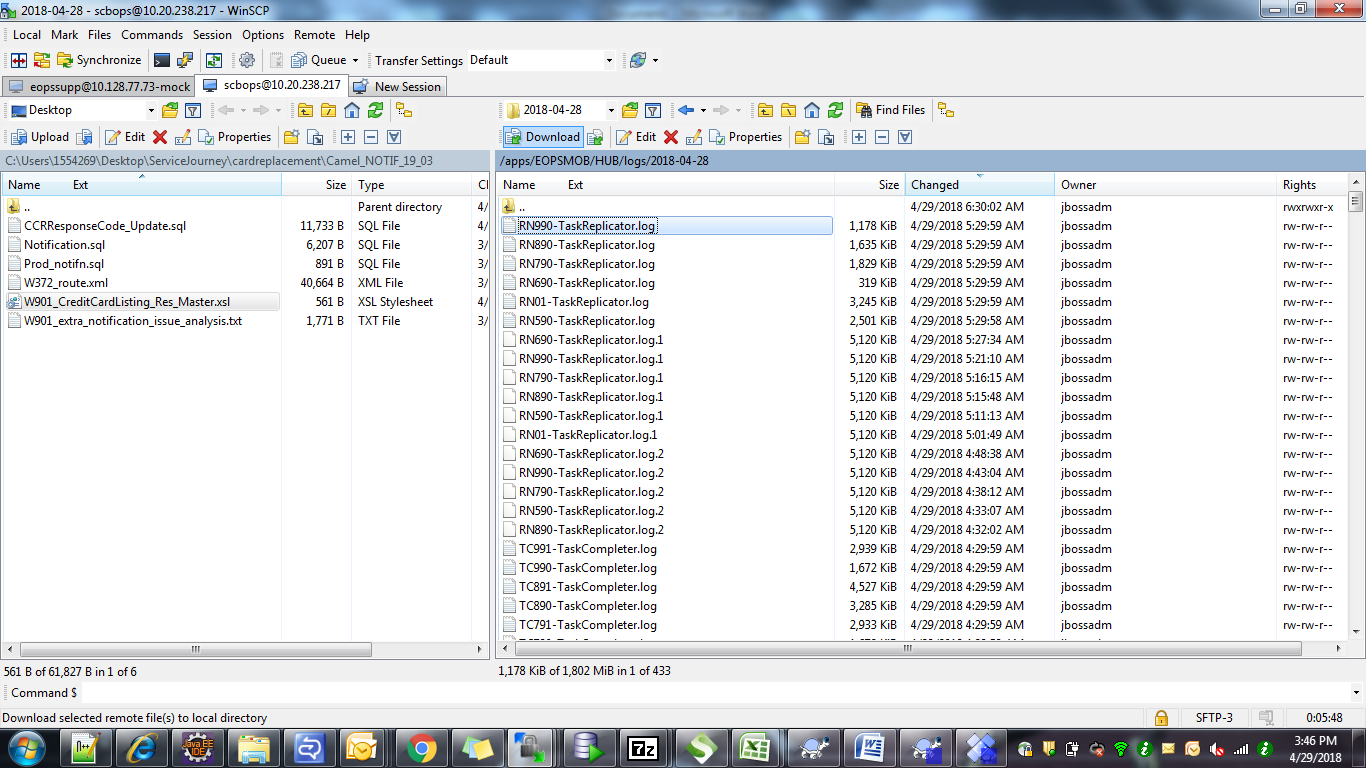 2018-04-28 - scbops@10.20.238.217 - WinSCP
Local Mark Files Commands Session Options Remote Help
Synchronize Queue Transfer Settings Default
eopssupp@10.128.77.73-mock scbops@10.20.238.217 New Session
Desktop 2018-04-28 Find Files
Upload Edit Properties Download Edit Properties
C:\Users\1554269\Desktop\ServiceJourney\cardreplacement\Camel_NOTIF_19_03 /apps/EOPSMOB/HUB/logs/2018-04-28
Name Ext Size Type Cl Name Ext Size Changed Owner Rights
.. Parent directory 4/ .. 4/29/2018 6:30:02 AM jbossadm rwxrwxr-x
CCRResponseCode_Update.sql 11,733 B SQL File 4/ RN990-TaskReplicator.log 1,178 KiB 4/29/2018 5:29:59 AM jbossadm rw-rw-r--
Notification.sql 6,207 B SQL File 3/ RN890-TaskReplicator.log 1,635 KiB 4/29/2018 5:29:59 AM jbossadm rw-rw-r--
Prod_notifn.sql 891 B SQL File 3/ RN790-TaskReplicator.log 1,829 KiB 4/29/2018 5:29:59 AM jbossadm rw-rw-r--
W372_route.xml 40,664 B XML File 3/ RN690-TaskReplicator.log 319 KiB 4/29/2018 5:29:59 AM jbossadm rw-rw-r--
W901_CreditCardListing_Res_Master.xsl 561 B XSL Stylesheet 4/ RN01-TaskReplicator.log 3,245 KiB 4/29/2018 5:29:59 AM jbossadm rw-rw-r--
W901_extra_notification_issue_analysis.txt 1,771 B TXT File 3/ RN590-TaskReplicator.log 2,501 KiB 4/29/2018 5:29:58 AM jbossadm rw-rw-r--
RN690-TaskReplicator.log.1 5,120 KiB 4/29/2018 5:27:34 AM jbossadm rw-rw-r--
RN990-TaskReplicator.log.1 5,120 KiB 4/29/2018 5:21:10 AM jbossadm rw-rw-r--
RN790-TaskReplicator.log.1 5,120 KiB 4/29/2018 5:16:15 AM jbossadm rw-rw-r--
RN890-TaskReplicator.log.1 5,120 KiB 4/29/2018 5:15:48 AM jbossadm rw-rw-r--
RN590-TaskReplicator.log.1 5,120 KiB 4/29/2018 5:11:13 AM jbossadm rw-rw-r--
RN01-TaskReplicator.log.1 5,120 KiB 4/29/2018 5:01:49 AM jbossadm rw-rw-r--
RN690-TaskReplicator.log.2 5,120 KiB 4/29/2018 4:48:38 AM jbossadm rw-rw-r--
RN990-TaskReplicator.log.2 5,120 KiB 4/29/2018 4:43:04 AM jbossadm rw-rw-r--
RN790-TaskReplicator.log.2 5,120 KiB 4/29/2018 4:38:12 AM jbossadm rw-rw-r--
RN590-TaskReplicator.log.2 5,120 KiB 4/29/2018 4:33:07 AM jbossadm rw-rw-r--
RN890-TaskReplicator.log.2 5,120 KiB 4/29/2018 4:32:02 AM jbossadm rw-rw-r--
TC991-TaskCompleter.log 2,939 KiB 4/29/2018 4:29:59 AM jbossadm rw-rw-r--
TC990-TaskCompleter.log 1,672 KiB 4/29/2018 4:29:59 AM jbossadm rw-rw-r--
TC891-TaskCompleter.log 4,527 KiB 4/29/2018 4:29:59 AM jbossadm rw-rw-r--
TC890-TaskCompleter.log 3,285 KiB 4/29/2018 4:29:59 AM jbossadm rw-rw-r--
TC791-TaskCompleter.log 2,933 KiB 4/29/2018 4:29:59 AM jbossadm rw-rw-r--
561 B of 61,827 B in 1 of 6 1,178 KiB of 1,802 MiB in 1 of 433
Command $
Download selected remote file(s) to local directory SFTP-3 0:05:48
Java EE IDE 7z 3:46 PM
4/29/2018